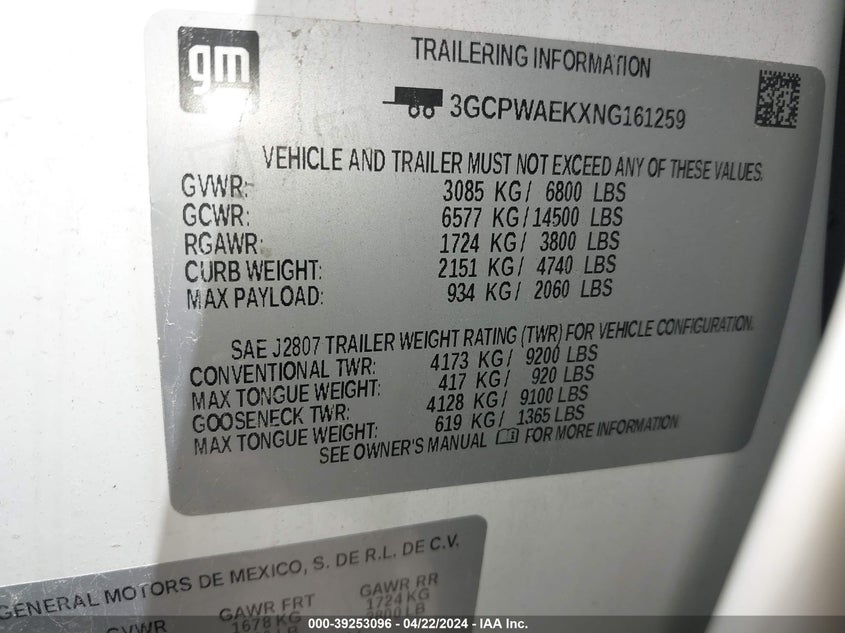 gm
TRAILERING INFORMATION
3GCPWAEKXNG161259
VEHICLE AND TRAILER MUST NOT EXCEED ANY OF THESE VALUES.
GVWR: 3085 KG/ 6800 LBS
GCWR: 6577 KG/14500 LBS
RGAWR: 1724 KG/ 3800 LBS
CURB WEIGHT: 2151 KG/ 4740 LBS
MAX PAYLOAD: 934 KG/ 2060 LBS
SAE J2807 TRAILER WEIGHT RATING (TWR) FOR VEHICLE CONFIGURATION.
CONVENTIONAL TWR: 4173 KG/ 9200 LBS
MAX TONGUE WEIGHT: 417 KG/ 920 LBS
GOOSENECK TWR: 4128 KG/ 9100 LBS
MAX TONGUE WEIGHT: 619 KG/ 1365 LBS
SEE OWNER'S MANUAL FOR MORE INFORMATION
GENERAL MOTORS DE MEXICO, S. DE R.L. DE C.V.
GVWR GAWR FRT GAWR RR
1678 KG 1724 KG
000-39253096 - 04/22/2024 - IAA Inc.